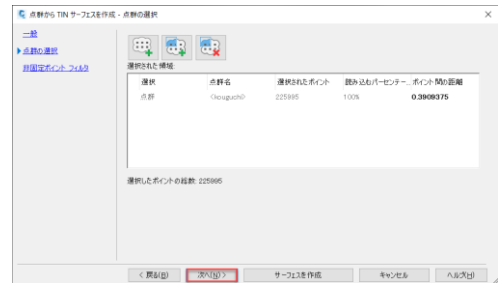 点群から TIN サーフェスを作成 - 点群の選択
一般
点群の選択
非固定ポイント フィルタ
選択された領域:
選択 点群名 選択されたポイント 読み込むパーセンテー... ポイント間の距離
点群 <kouguchi> 225995 100% 0.3909375
選択したポイントの総数: 225995
< 戻る(B) 次へ(N) > サーフェスを作成 キャンセル ヘルプ(H)